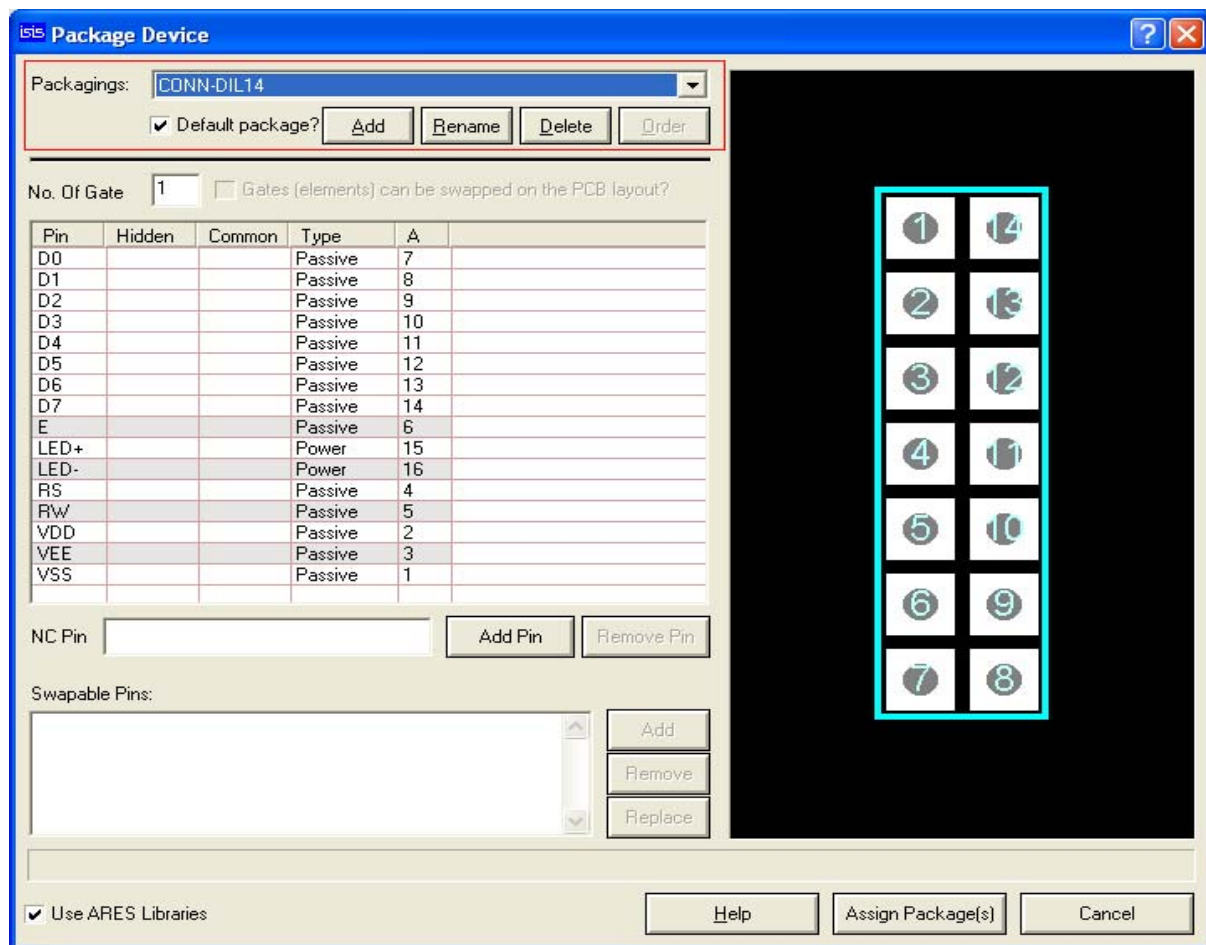 isis Package Device
Packagings: CONN-DIL14
Default package? Add Rename Delete Order
No. Of Gate 1 Gates (elements) can be swapped on the PCB layout?
Pin Hidden Common Type A
D0 Passive 7
D1 Passive 8
D2 Passive 9
D3 Passive 10
D4 Passive 11
D5 Passive 12
D6 Passive 13
D7 Passive 14
E Passive 6
LED+ Power 15
LED- Power 16
RS Passive 4
RW Passive 5
VDD Passive 2
VEE Passive 3
VSS Passive 1
NC Pin Add Pin Remove Pin
Swapable Pins:
Add
Remove
Replace
1 14
2 13
3 12
4 11
5 10
6 9
7 8
Use ARES Libraries Help Assign Package(s) Cancel